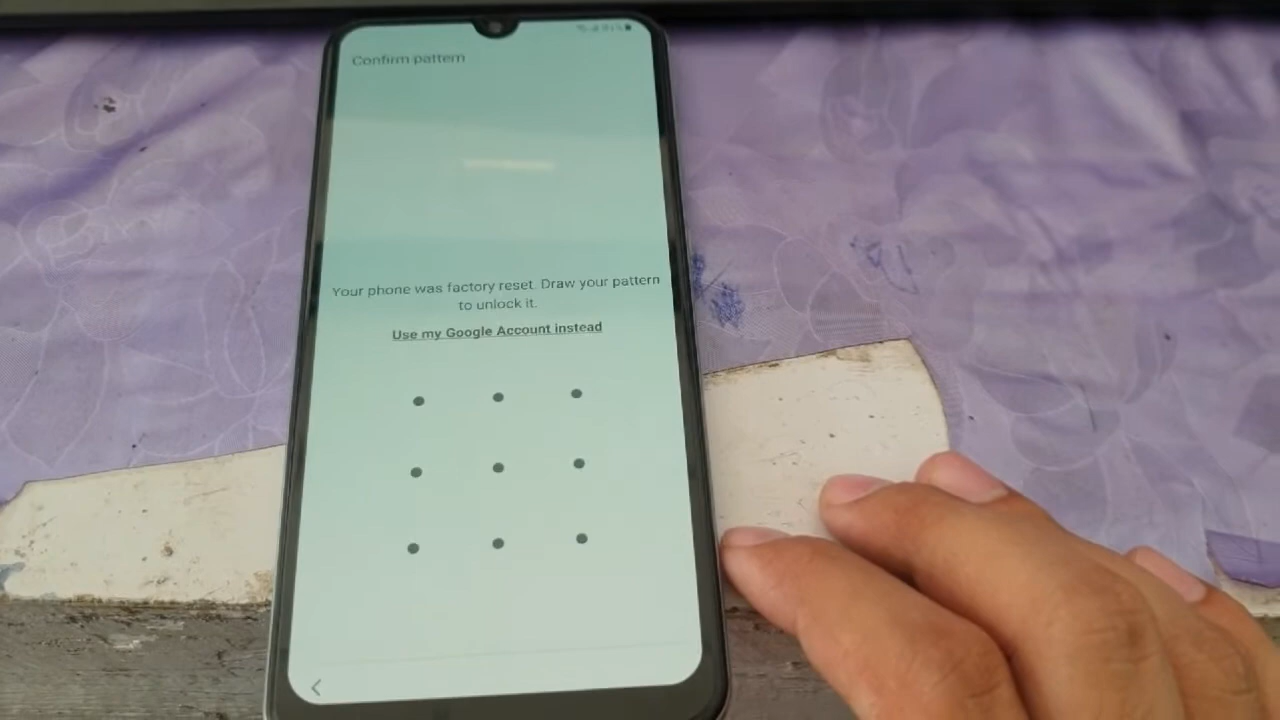 Confirm pattern
Your phone was factory reset. Draw your pattern
to unlock it.
Use my Google Account instead